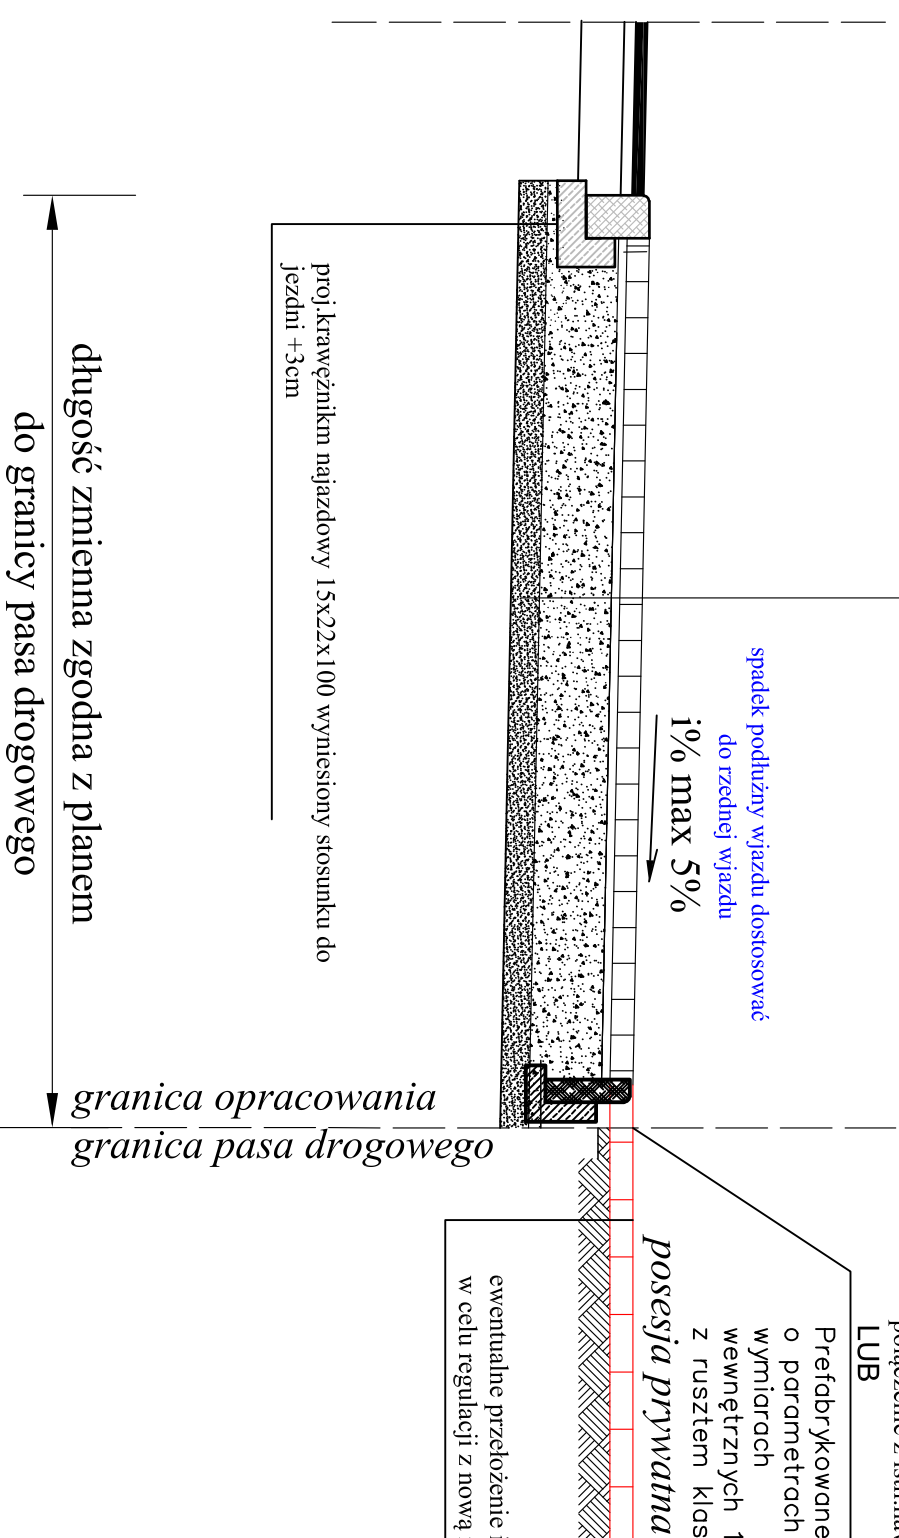 spadek podłużny wjazdu dostosować
do rzednej wjazdu
i% max 5%
proj.krawężnikm najazdowy 15x22x100 wyniesiony stosunku do
jezdni +3cm
długość zmienna zgodna z planem
do granicy pasa drogowego
granica opracowania
granica pasa drogowego
LUB
Prefabrykowane
o parametrach
wymiarach
wewnętrznych 1
z rusztem klas
posesja prywatna
ewentualne przełożenie i
w celu regulacji z nową